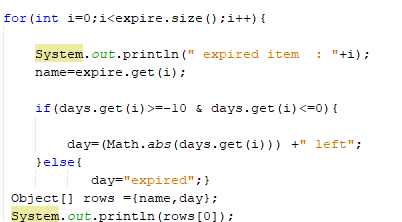 for(int i=0;i<expire.size();i++){
System.out.println(" expired item  : "+i);
name=expire.get(i);
if(days.get(i)>=-10 & days.get(i)<=0){
day=(Math.abs(days.get(i))) +" left";
}else{
day="expired";}
Object[] rows ={name,day};
System.out.println(rows[0]);